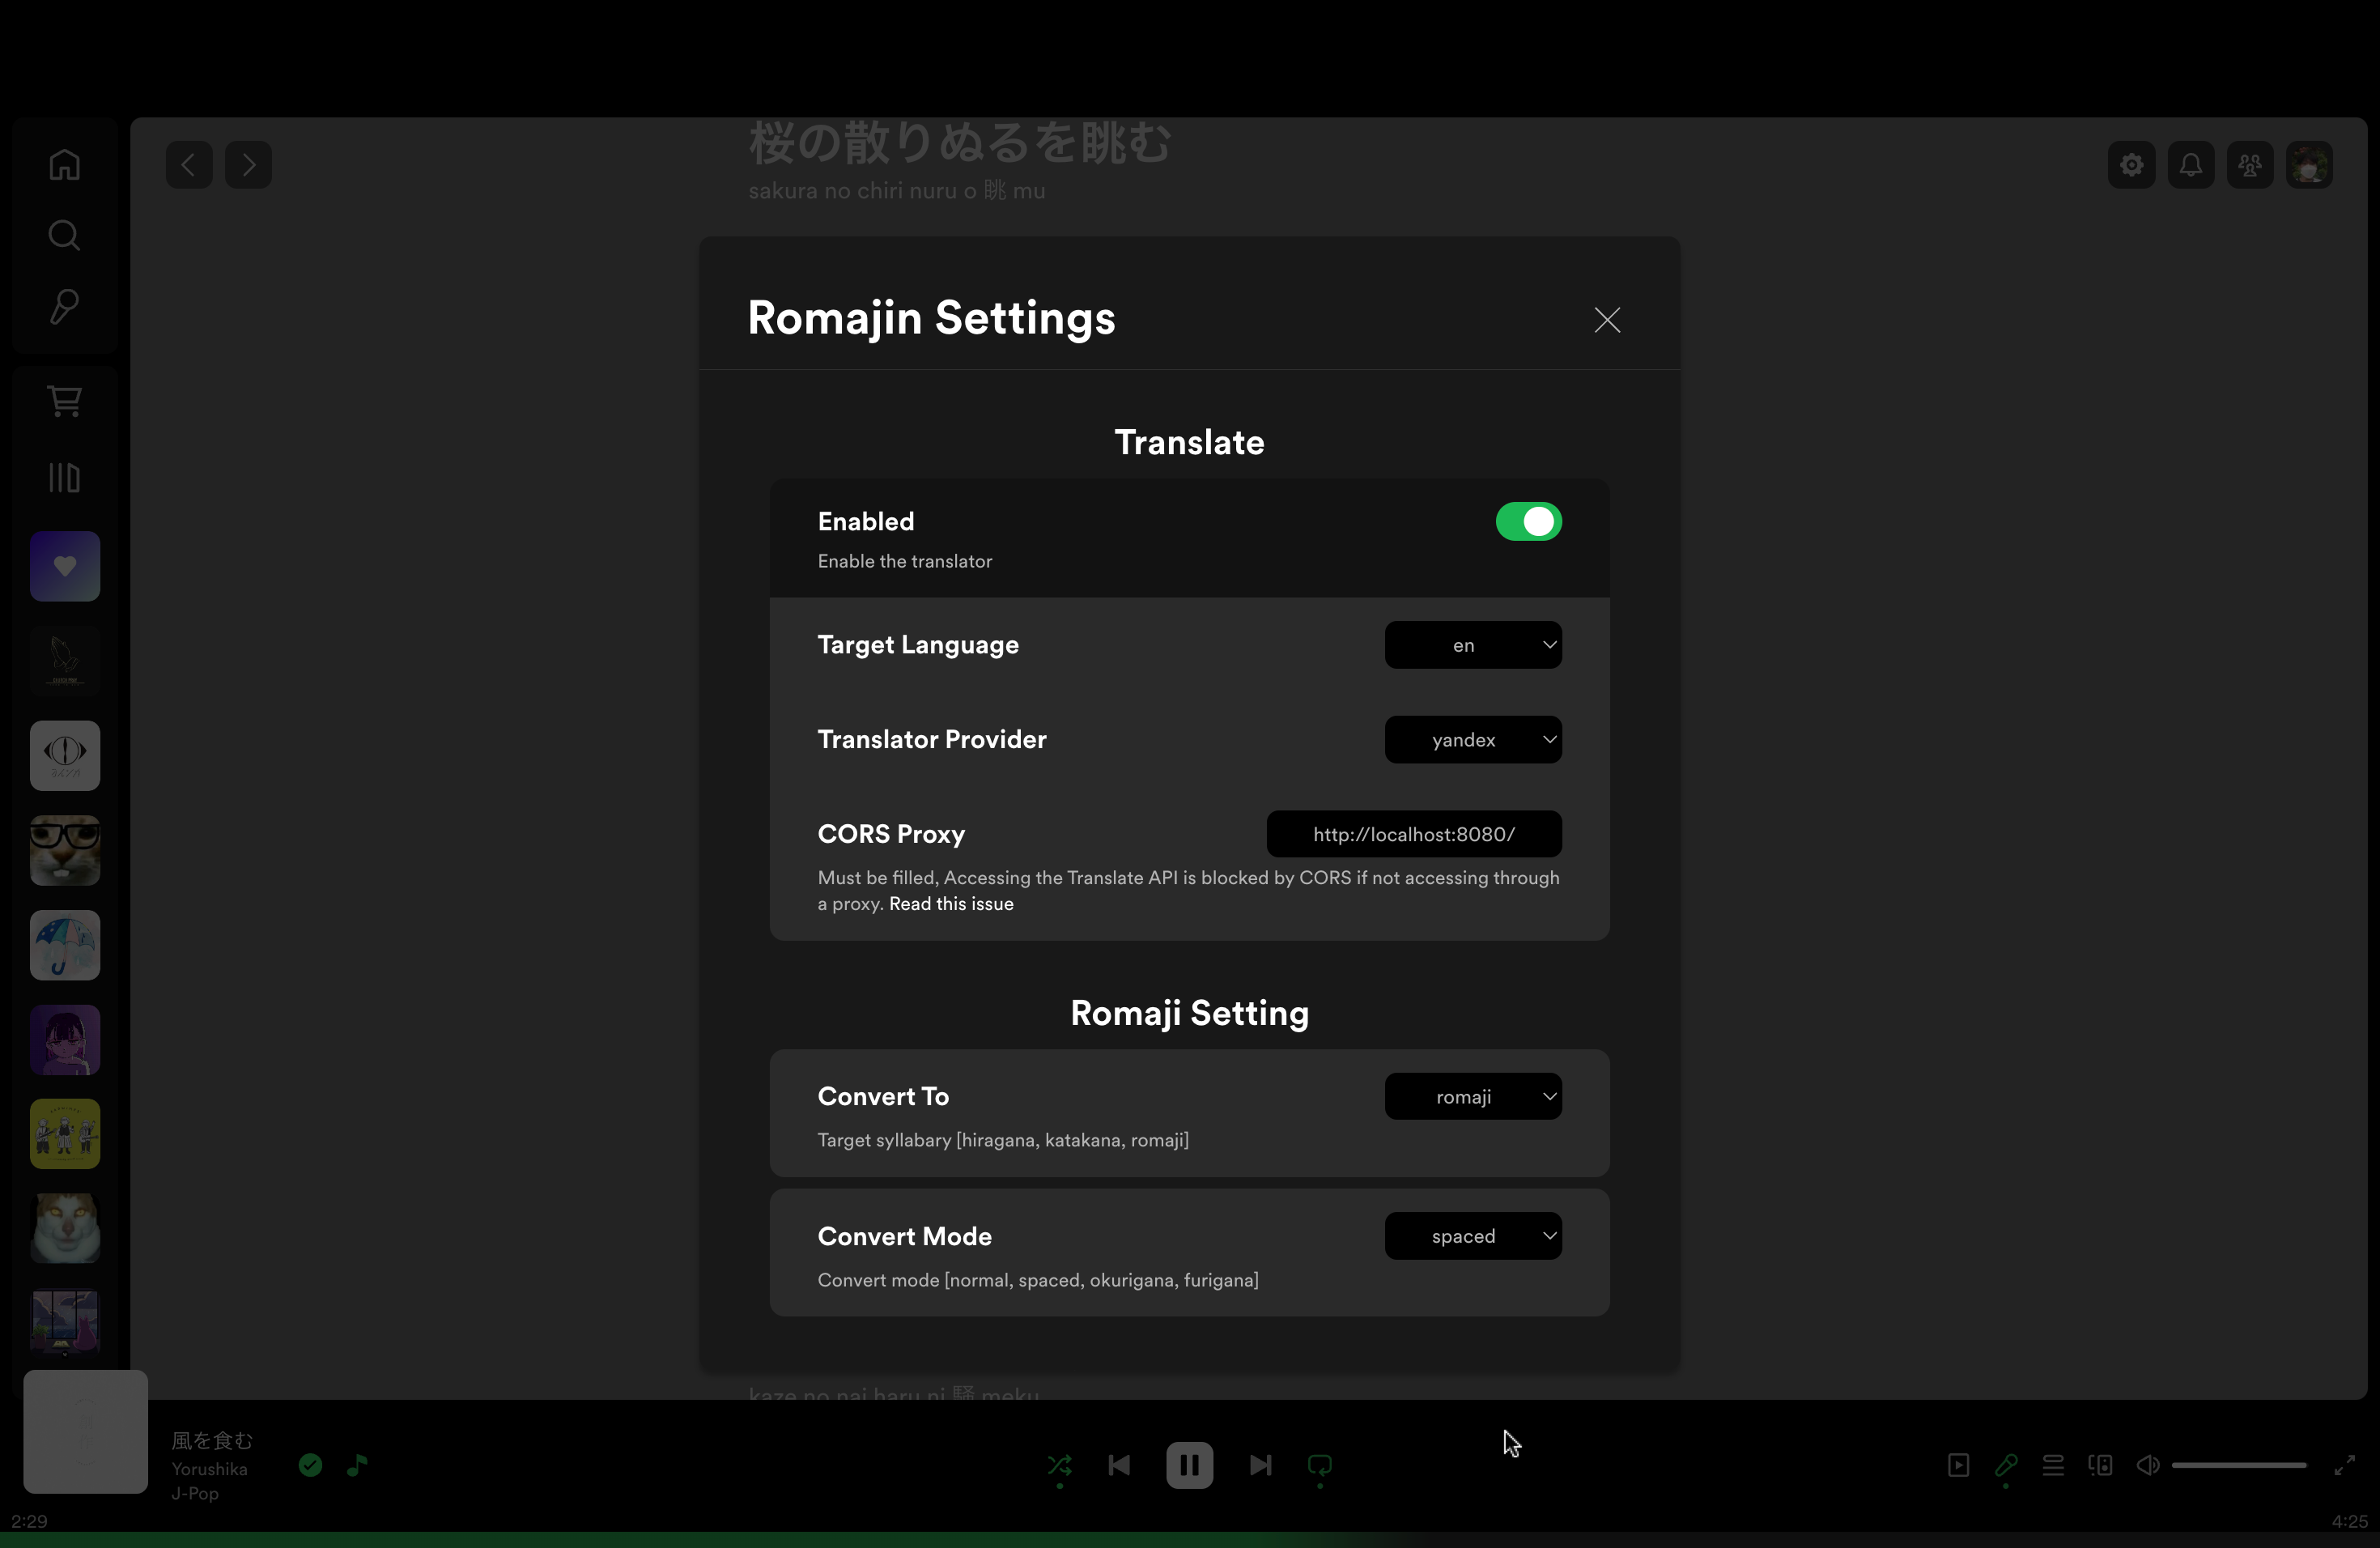 桜の散りぬるを眺む
sakura no chiri nuru o 眺 mu
Romajin Settings
Translate
Enabled
Enable the translator
Target Language
en
Translator Provider
yandex
CORS Proxy
http://localhost:8080/
Must be filled, Accessing the Translate API is blocked by CORS if not accessing through
a proxy. Read this issue
Romaji Setting
Convert To
romaji
Target syllabary [hiragana, katakana, romaji]
Convert Mode
spaced
Convert mode [normal, spaced, okurigana, furigana]
kaze no nai haru ni 騒 meku
風を食む
Yorushika
J-Pop
2:29
4:25